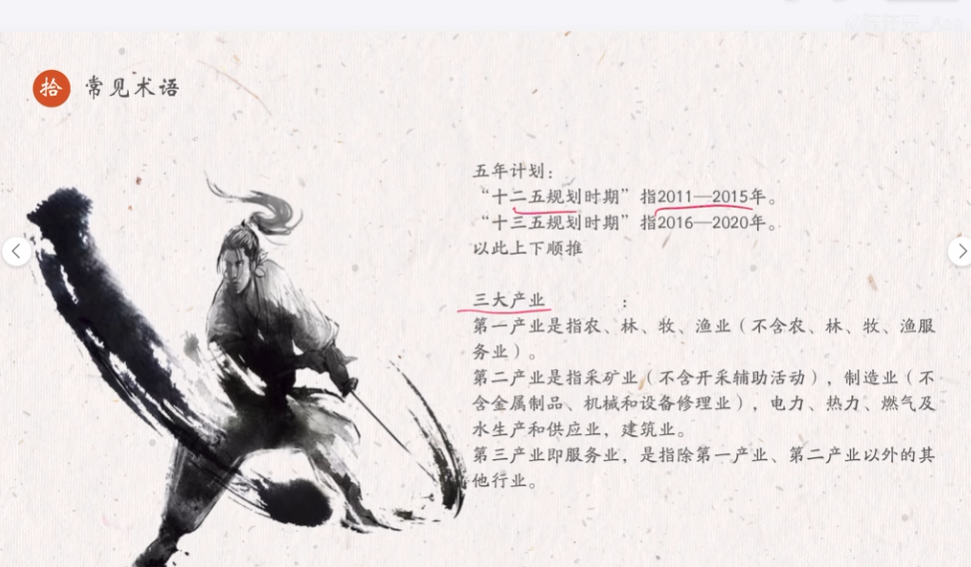 拾 常见术语
五年计划：
“十二五规划时期”指2011—2015年。
“十三五规划时期”指2016—2020年。
以此上下顺推
三大产业：
第一产业是指农、林、牧、渔业（不含农、林、牧、渔服
务业）。
第二产业是指采矿业（不含开采辅助活动），制造业（不
含金属制品、机械和设备修理业），电力、热力、燃气及
水生产和供应业，建筑业。
第三产业即服务业，是指除第一产业、第二产业以外的其
他行业。